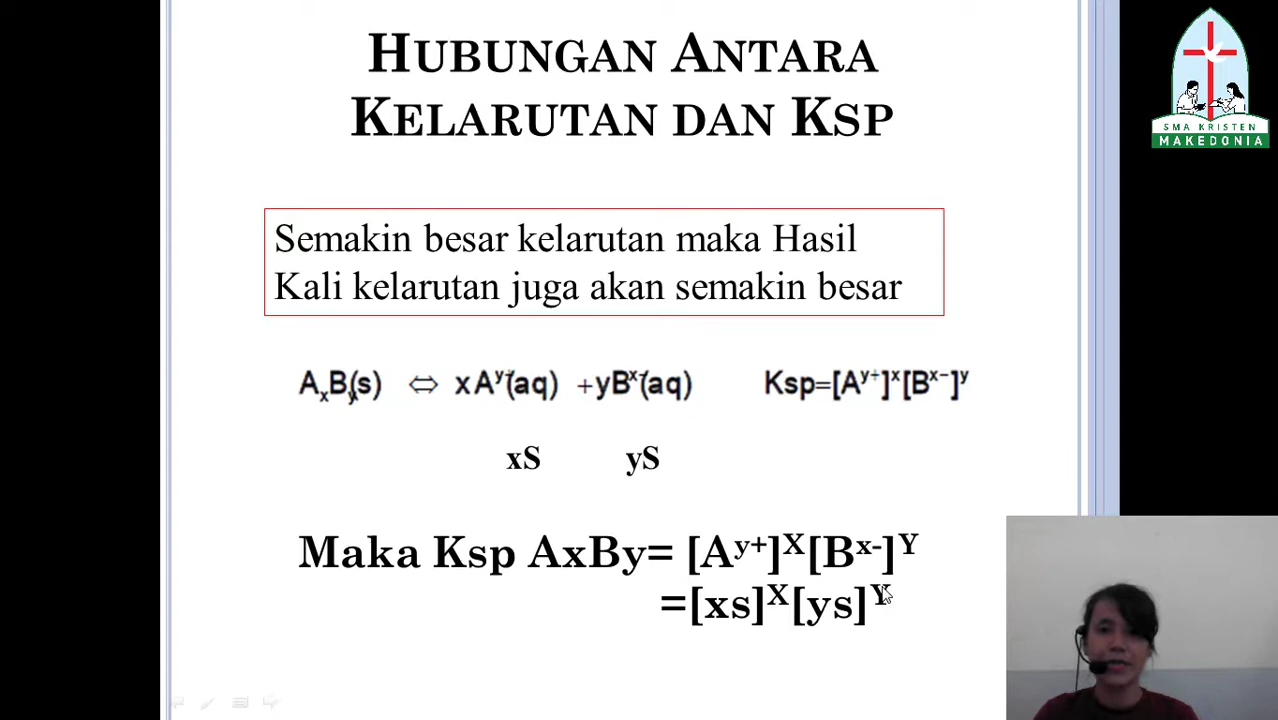 HUBUNGAN ANTARA
KELARUTAN DAN KSP
SMA KRISTEN
MAKEDONIA
Semakin besar kelarutan maka Hasil
Kali kelarutan juga akan semakin besar
AₓBᵧ(s) ⇔ xAʸ⁺(aq) + yBˣ⁻(aq) Ksp=[Aʸ⁺]ˣ[Bˣ⁻]ʸ
xS yS
Maka Ksp AxBy= [Aʸ⁺]^X[Bˣ⁻]^Y
=[xs]^X[ys]^Y